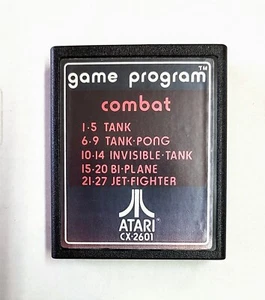 game program™
combat
1-5 TANK
6-9 TANK-PONG
10-14 INVISIBLE-TANK
15-20 BI-PLANE
21-27 JET-FIGHTER
ATARI
CX-2601